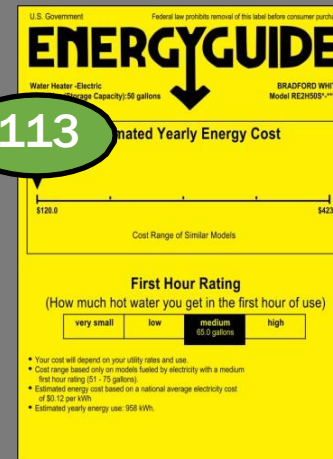 U.S. Government Federal law prohibits removal of this label before consumer
ENERGYGUIDE
Water Heater -Electric
Storage Capacity):50 gallons
BRADFORD
Model RE2H50S*-
113
Yearly Energy Cost
$120.0 $423
Cost Range of Similar Models
First Hour Rating
(How much hot water you get in the first hour of use)
very small low medium high
65.0 gallons
• Your cost will depend on your utility rates and use.
• Cost range based only on models fueled by electricity with a medium
first hour rating (51 - 75 gallons).
• Estimated energy cost based on a national average electricity cost
of $0.12 per kWh
• Estimated yearly energy use: 958 kWh.